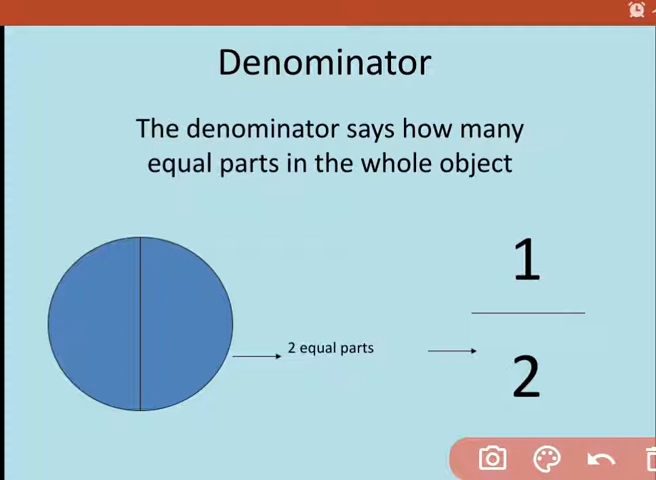 Denominator
The denominator says how many
equal parts in the whole object
1
2 equal parts
2